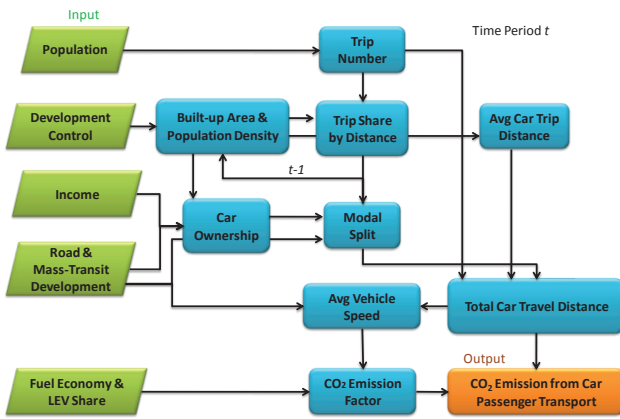 Input
Time Period t
Population
Trip
Number
Development
Control
Built-up Area &
Population Density
Trip Share
by Distance
Avg Car Trip
Distance
t-1
Income
Car
Ownership
Modal
Split
Road &
Mass-Transit
Development
Avg Vehicle
Speed
Total Car Travel Distance
Output
Fuel Economy &
LEV Share
CO₂ Emission
Factor
CO₂ Emission from Car
Passenger Transport